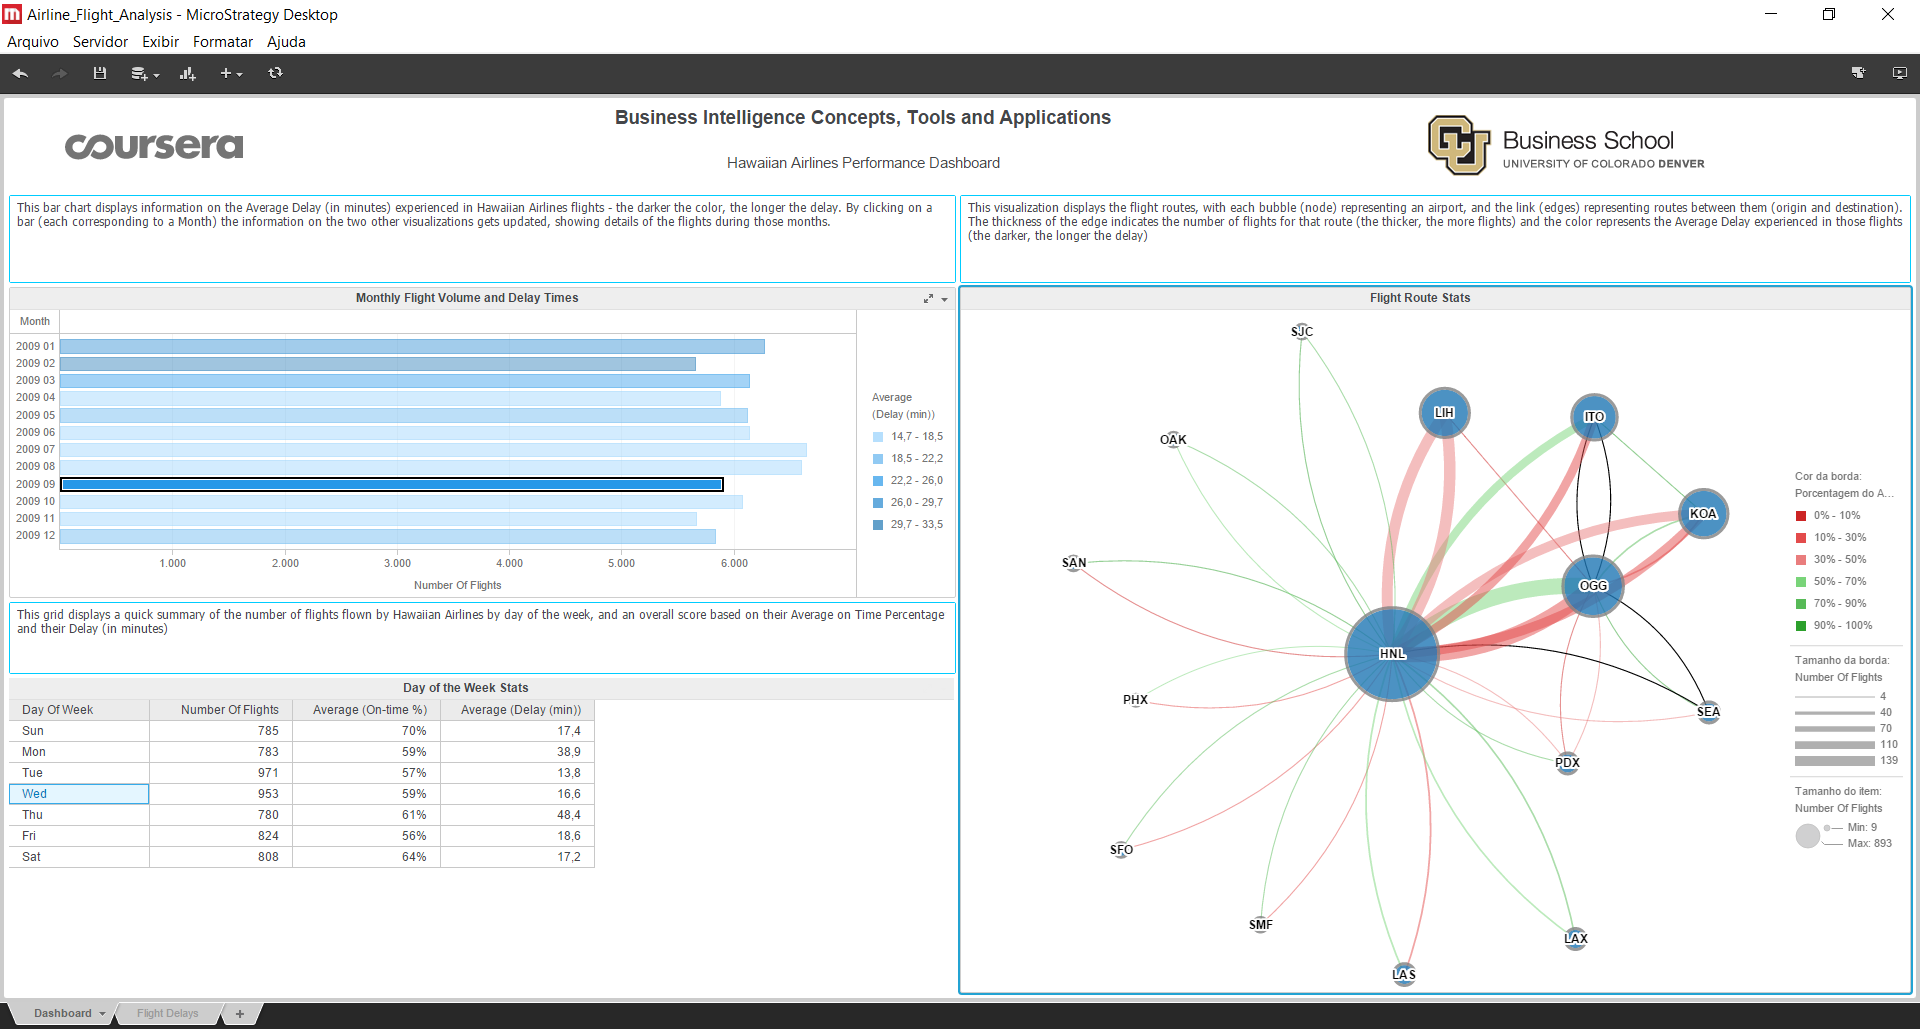 Airline_Flight_Analysis - MicroStrategy Desktop
Arquivo Servidor Exibir Formatar Ajuda
coursera
Business Intelligence Concepts, Tools and Applications
Hawaiian Airlines Performance Dashboard
CU
Business School
UNIVERSITY OF COLORADO DENVER
This bar chart displays information on the Average Delay (in minutes) experienced in Hawaiian Airlines flights - the darker the color, the longer the delay. By clicking on a
bar (each corresponding to a Month) the information on the two other visualizations gets updated, showing details of the flights during those months.
This visualization displays the flight routes, with each bubble (node) representing an airport, and the link (edges) representing routes between them (origin and destination).
The thickness of the edge indicates the number of flights for that route (the thicker, the more flights) and the color represents the Average Delay experienced in those flights
(the darker, the longer the delay)
Monthly Flight Volume and Delay Times
Month
2009 01
2009 02
2009 03
2009 04
2009 05
2009 06
2009 07
2009 08
2009 09
2009 10
2009 11
2009 12
1.000 2.000 3.000 4.000 5.000 6.000
Number Of Flights
Average
(Delay (min))
14,7 - 18,5
18,5 - 22,2
22,2 - 26,0
26,0 - 29,7
29,7 - 33,5
This grid displays a quick summary of the number of flights flown by Hawaiian Airlines by day of the week, and an overall score based on their Average on Time Percentage
and their Delay (in minutes)
Day of the Week Stats
Day Of Week Number Of Flights Average (On-time %) Average (Delay (min))
Sun 785 70% 17,4
Mon 783 59% 38,9
Tue 971 57% 13,8
Wed 953 59% 16,6
Thu 780 61% 48,4
Fri 824 56% 18,6
Sat 808 64% 17,2
Flight Route Stats
SJC
LIH
ITO
OAK
KOA
SAN
OGG
HNL
PHX
SEA
PDX
SFO
SMF
LAX
LAS
Cor da borda:
Porcentagem do A...
0% - 10%
10% - 30%
30% - 50%
50% - 70%
70% - 90%
90% - 100%
Tamanho da borda:
Number Of Flights
4
40
70
110
139
Tamanho do item:
Number Of Flights
Min: 9
Max: 893
Dashboard Flight Delays +